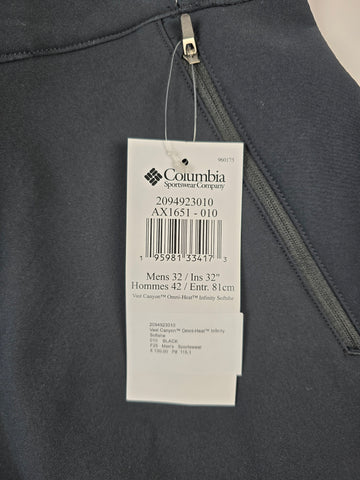 960175
Columbia
Sportswear Company
2094923010
AX1651 - 010
1 95981 33417 3
Mens 32 / Ins 32"
Hommes 42 / Entr. 81cm
Vast Canyon™ Omni-Heat™ Infinity Softshe
2094923010
Vast Canyon™ Omni-Heat™ Infinity
Softshe
010 BLACK
F25 Men's Sportswear